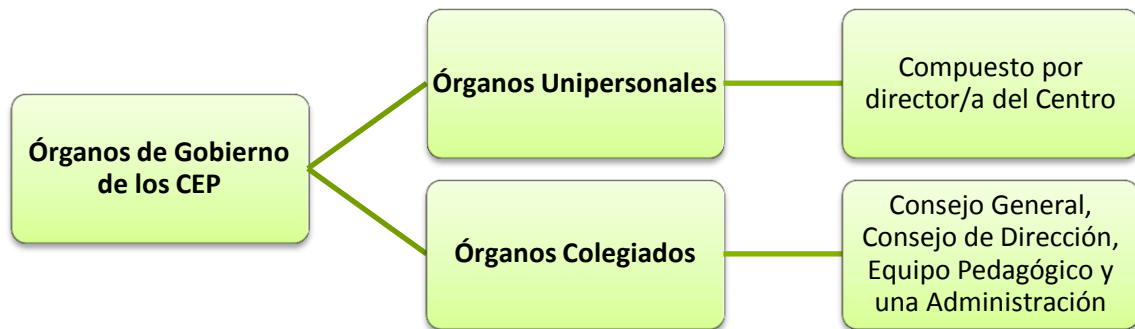 Órganos de Gobierno
de los CEP
Órganos Unipersonales
Compuesto por
director/a del Centro
Órganos Colegiados
Consejo General,
Consejo de Dirección,
Equipo Pedagógico y
una Administración